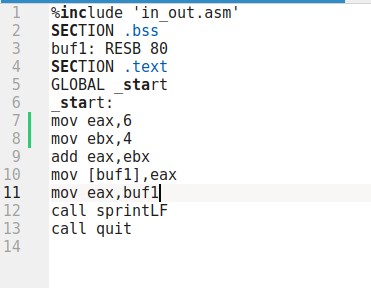 1 %include 'in_out.asm'
2 SECTION .bss
3 buf1: RESB 80
4 SECTION .text
5 GLOBAL _start
6 _start:
7 mov eax,6
8 mov ebx,4
9 add eax,ebx
10 mov [buf1],eax
11 mov eax,buf1
12 call sprintLF
13 call quit
14